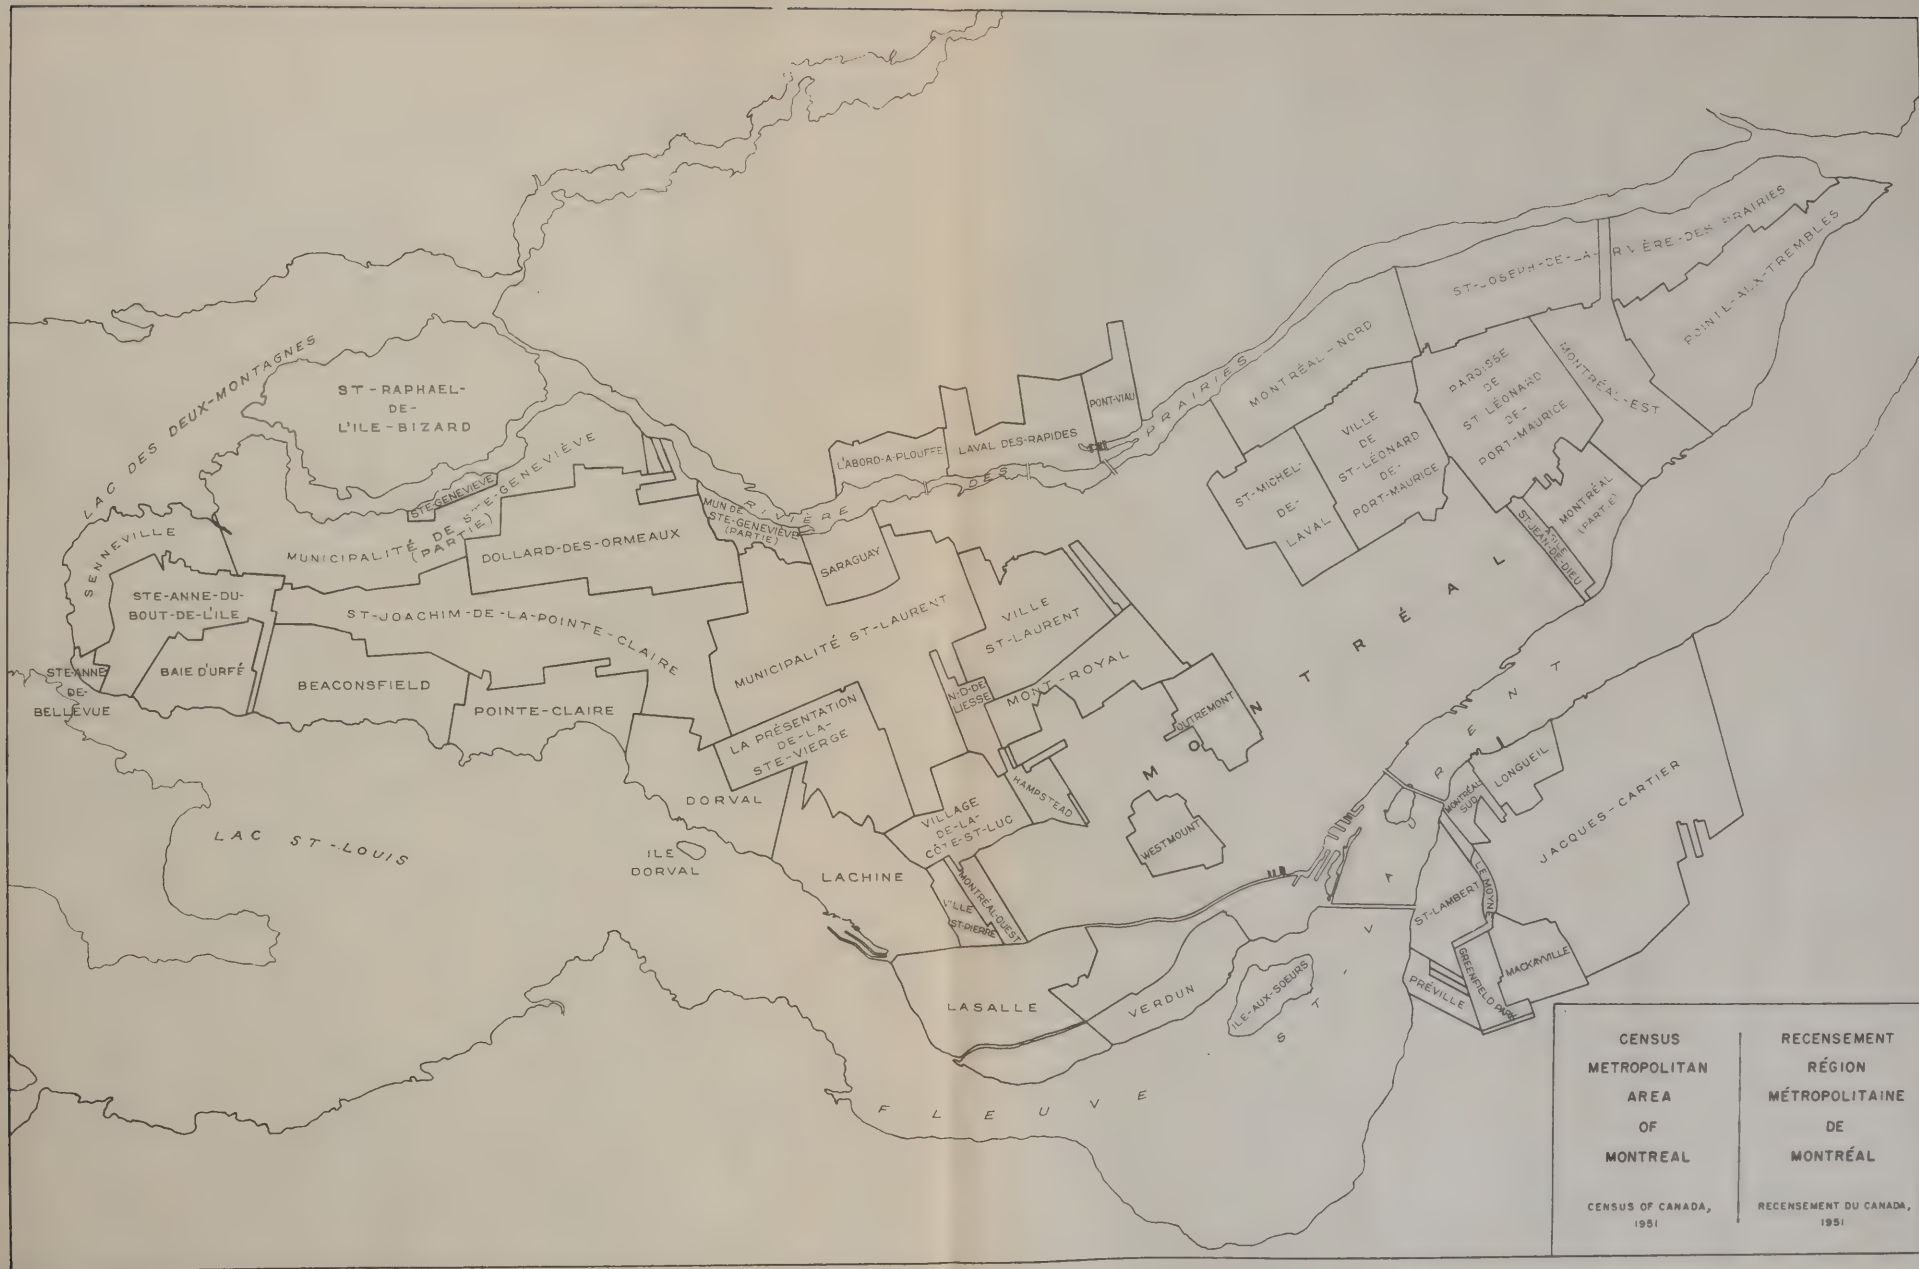 LAC DES DEUX-MONTAGNES
ST-RAPHAEL-
DE-
L'ILE-BIZARD
STE-GENEVIÈVE
MUNICIPALITÉ DE STE-GENEVIÈVE
(PARTIE)
SENNEVILLE
STE-ANNE-DU-
BOUT-DE-L'ILE
STE-ANNE-
DE-
BELLEVUE
BAIE D'URFÉ
BEACONSFIELD
POINTE-CLAIRE
ST-JOACHIM-DE-LA-POINTE-CLAIRE
DOLLARD-DES-ORMEAUX
MUN DE
STE-GENEVIÈVE
(PARTIE)
RIVIÈRE DES PRAIRIES
L'ABORD-A-PLOUFFE
LAVAL DES-RAPIDES
PONT-VIAU
SARAGUAY
MUNICIPALITÉ ST-LAURENT
VILLE
ST-LAURENT
N-D-DE
LIESSE
MONT-ROYAL
OUTREMONT
LA PRÉSENTATION
DE-LA-
STE-VIERGE
DORVAL
ILE
DORVAL
LAC ST-LOUIS
LACHINE
VILLAGE
DE-LA-
CÔTE-ST-LUC
HAMPSTEAD
MONTRÉAL-OUEST
VILLE
ST-PIERRE
WESTMOUNT
MONTRÉAL
MONTRÉAL-NORD
ST-MICHEL-
DE-
LAVAL
VILLE
DE
ST-LÉONARD
DE-
PORT-MAURICE
PAROISSE
DE
ST LÉONARD
DE-
PORT-MAURICE
ST-JOSEPH-DE-LA-RIVIÈRE-DES-PRAIRIES
POINTE-AUX-TREMBLES
MONTRÉAL-EST
MONTRÉAL
(PARTIE)
ST-JEAN-DE-DIEU
LASALLE
VERDUN
ILE-AUX-SOEURS
FLEUVE ST LAURENT
MONTRÉAL
SUD
LONGUEUIL
JACQUES-CARTIER
ST-LAMBERT
LE MOYNE
GREENFIELD PARK
MACKAYVILLE
PRÉVILLE
CENSUS
METROPOLITAN
AREA
OF
MONTREAL
CENSUS OF CANADA,
1951
RECENSEMENT
RÉGION
MÉTROPOLITAINE
DE
MONTRÉAL
RECENSEMENT DU CANADA,
1951